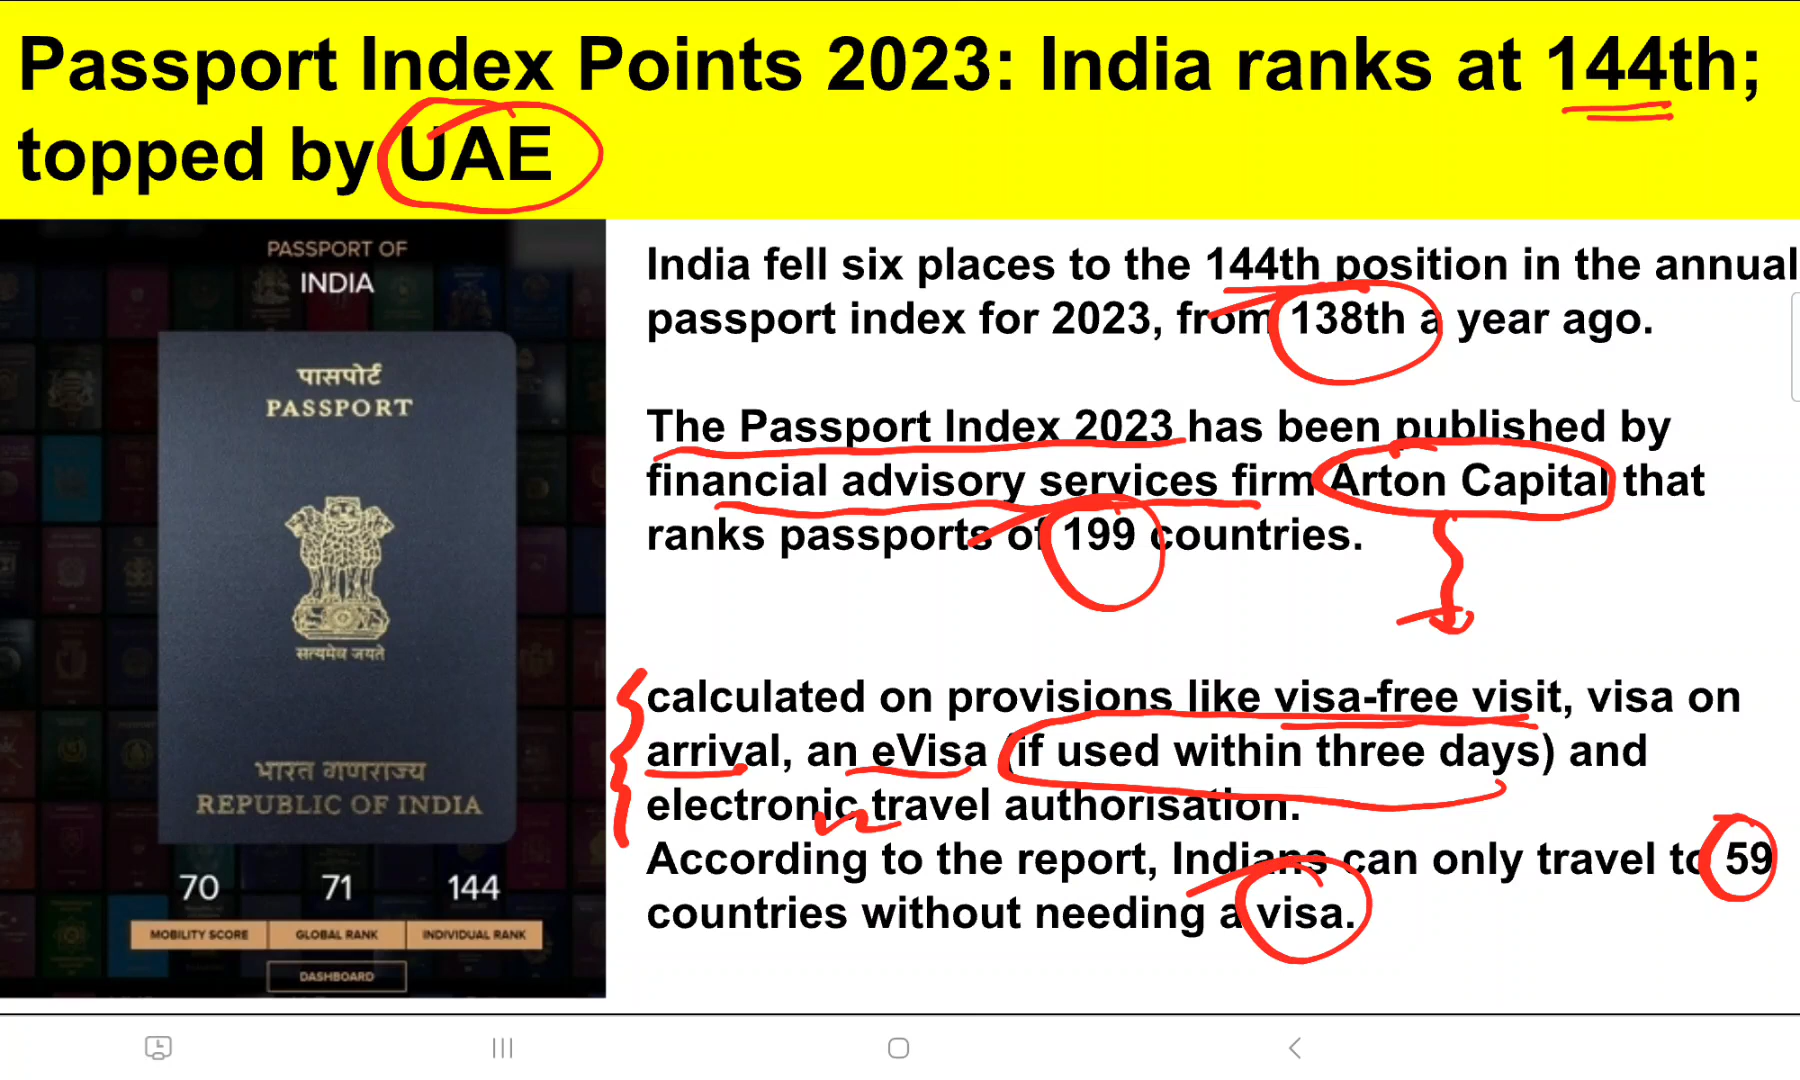 Passport Index Points 2023: India ranks at 144th;
topped by UAE
PASSPORT OF
INDIA
पासपोर्ट
PASSPORT
सत्यमेव जयते
भारत गणराज्य
REPUBLIC OF INDIA
70 71 144
MOBILITY SCORE GLOBAL RANK INDIVIDUAL RANK
DASHBOARD
India fell six places to the 144th position in the annual
passport index for 2023, from 138th a year ago.
The Passport Index 2023 has been published by
financial advisory services firm Arton Capital that
ranks passports of 199 countries.
calculated on provisions like visa-free visit, visa on
arrival, an eVisa (if used within three days) and
electronic travel authorisation.
According to the report, Indians can only travel to 59
countries without needing a visa.